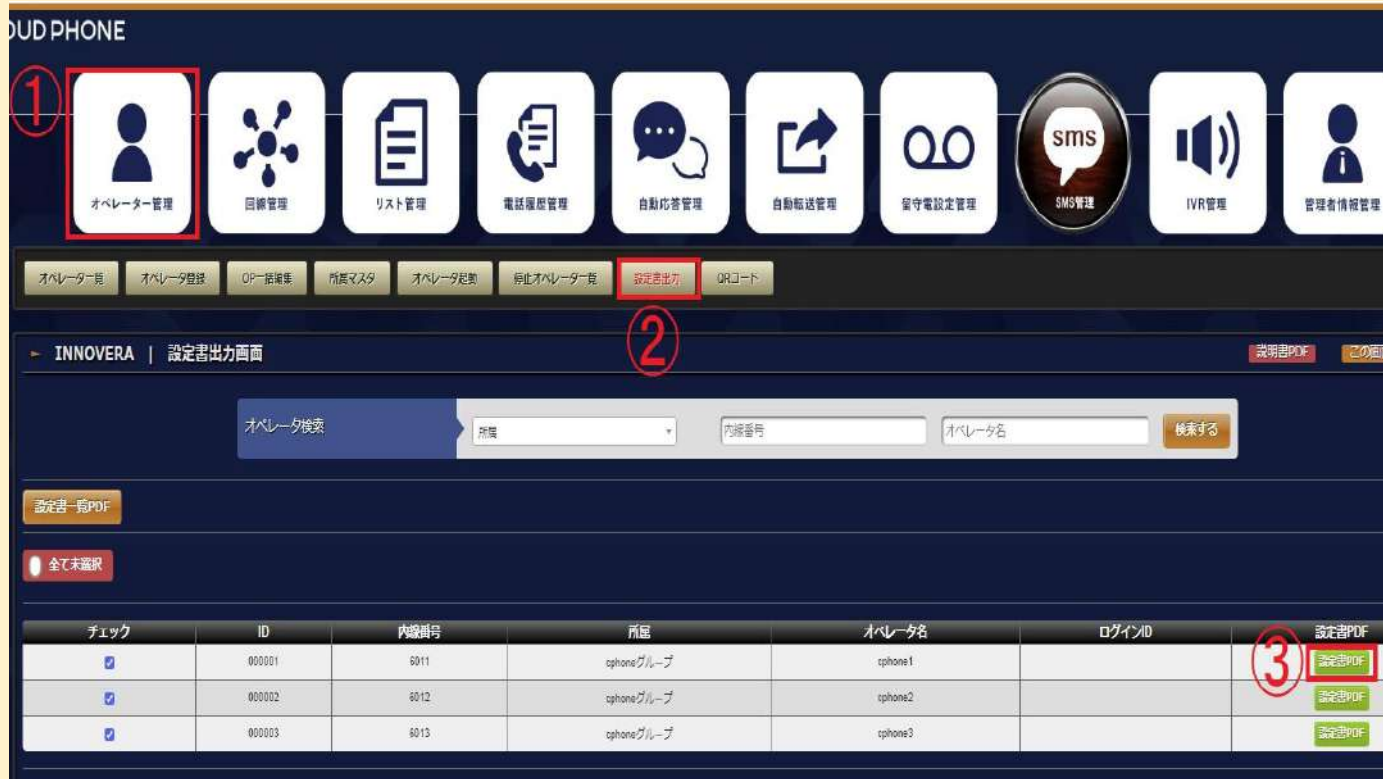 OUD PHONE
①
オペレーター管理
回線管理
リスト管理
電話履歴管理
自動応答管理
自動転送管理
留守電設定管理
sms
SMS管理
IVR管理
管理者情報管理
オペレータ一覧 オペレータ登録 OP一括編集 所属マスタ オペレータ起動 停止オペレータ一覧 設定書出力 QRコード
②
► INNOVERA | 設定書出力画面 説明書PDF この画
オペレータ検索 所属 内線番号 オペレータ名 検索する
設定書一覧PDF
全て未選択
チェック ID 内線番号 所属 オペレータ名 ログインID 設定書PDF
000001 6011 cphoneグループ cphone1 ③ 設定書PDF
000002 6012 cphoneグループ cphone2 設定書PDF
000003 6013 cphoneグループ cphone3 設定書PDF